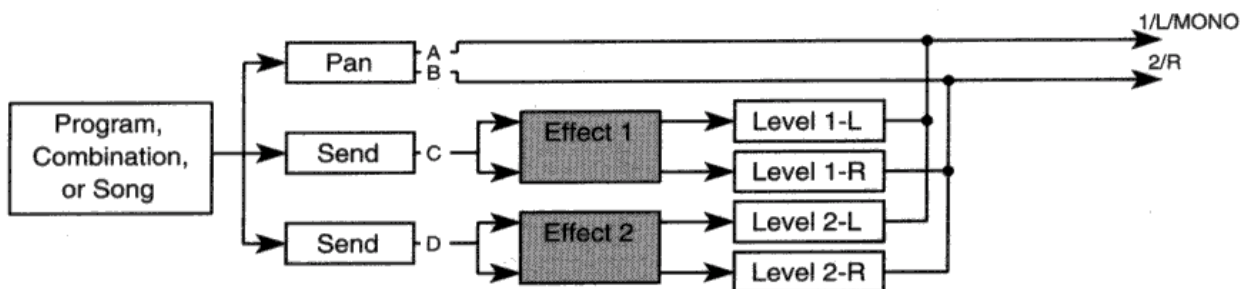 1/L/MONO
2/R
Pan
A
B
Program,
Combination,
or Song
Send
C
Effect 1
Level 1-L
Level 1-R
Send
D
Effect 2
Level 2-L
Level 2-R